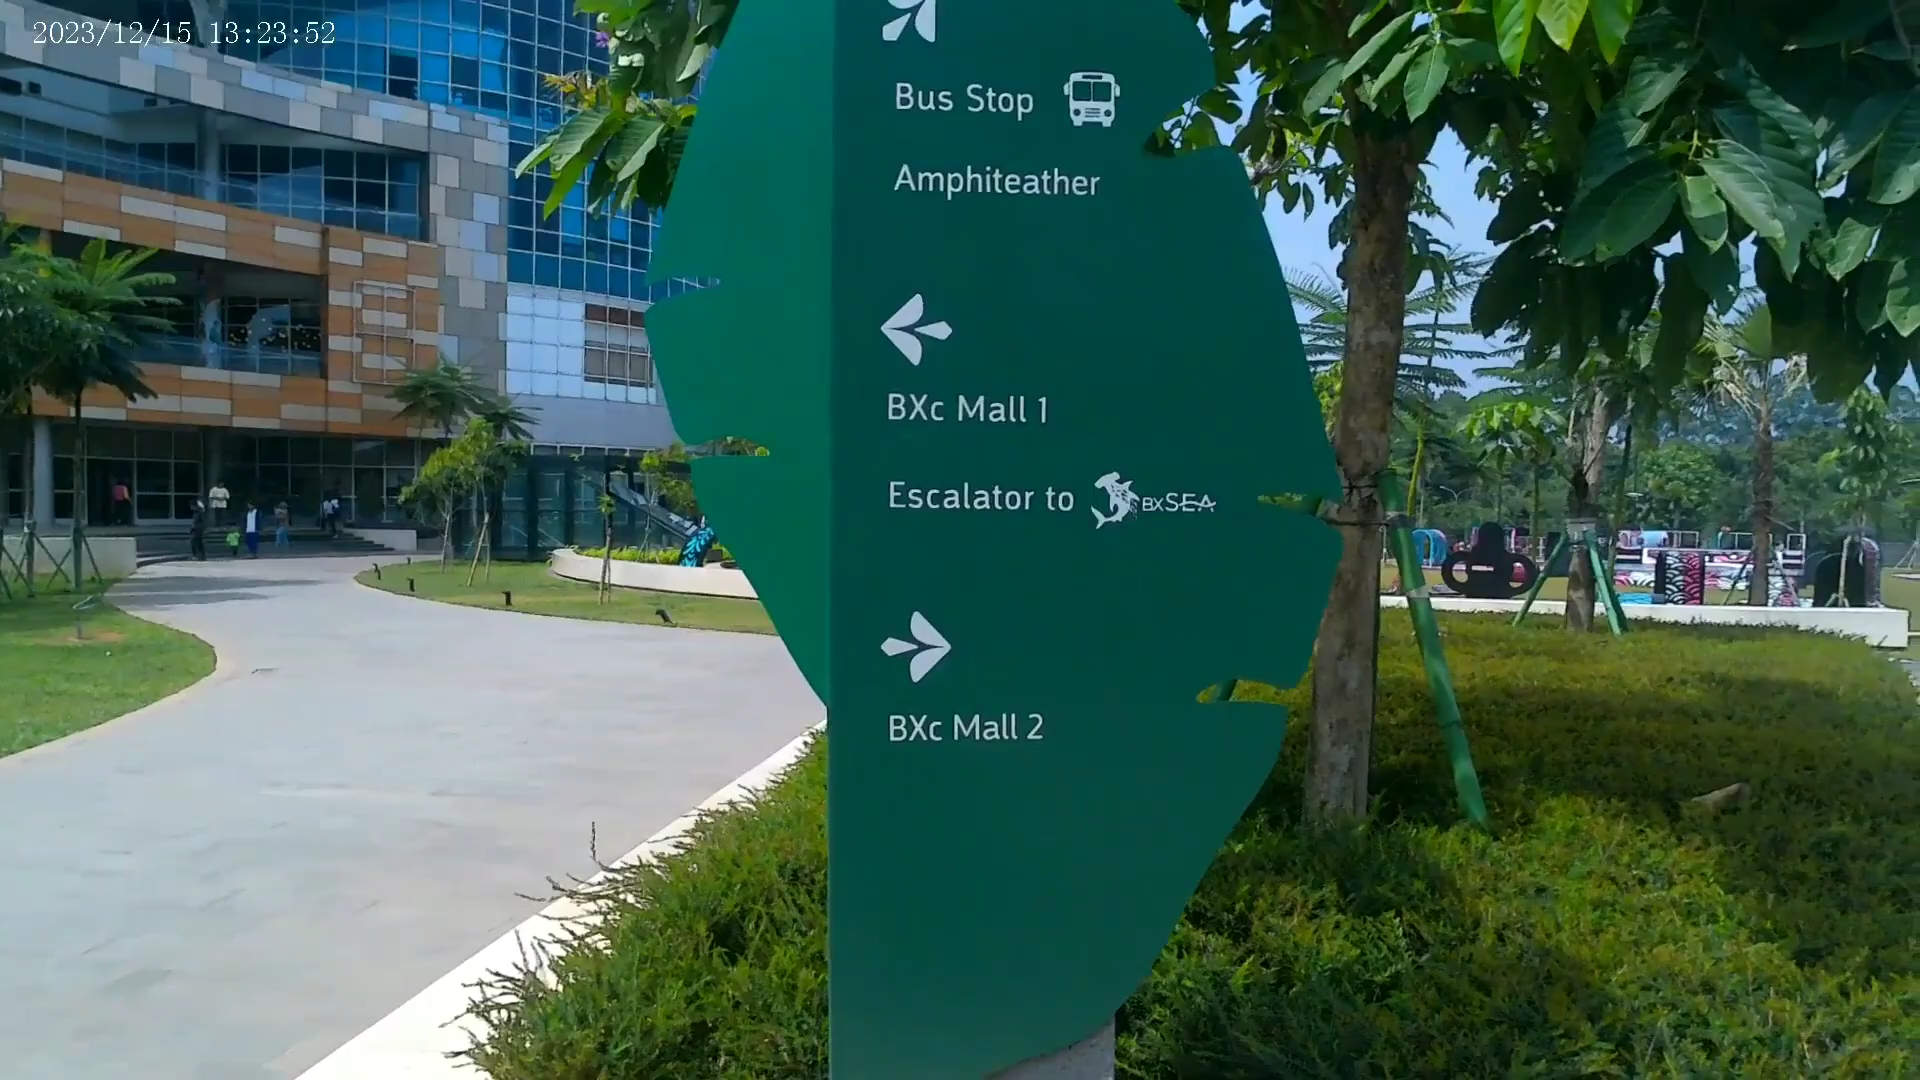 2023/12/15 13:23:52
Bus Stop
Amphiteather
BXc Mall 1
Escalator to BXSEA
BXc Mall 2